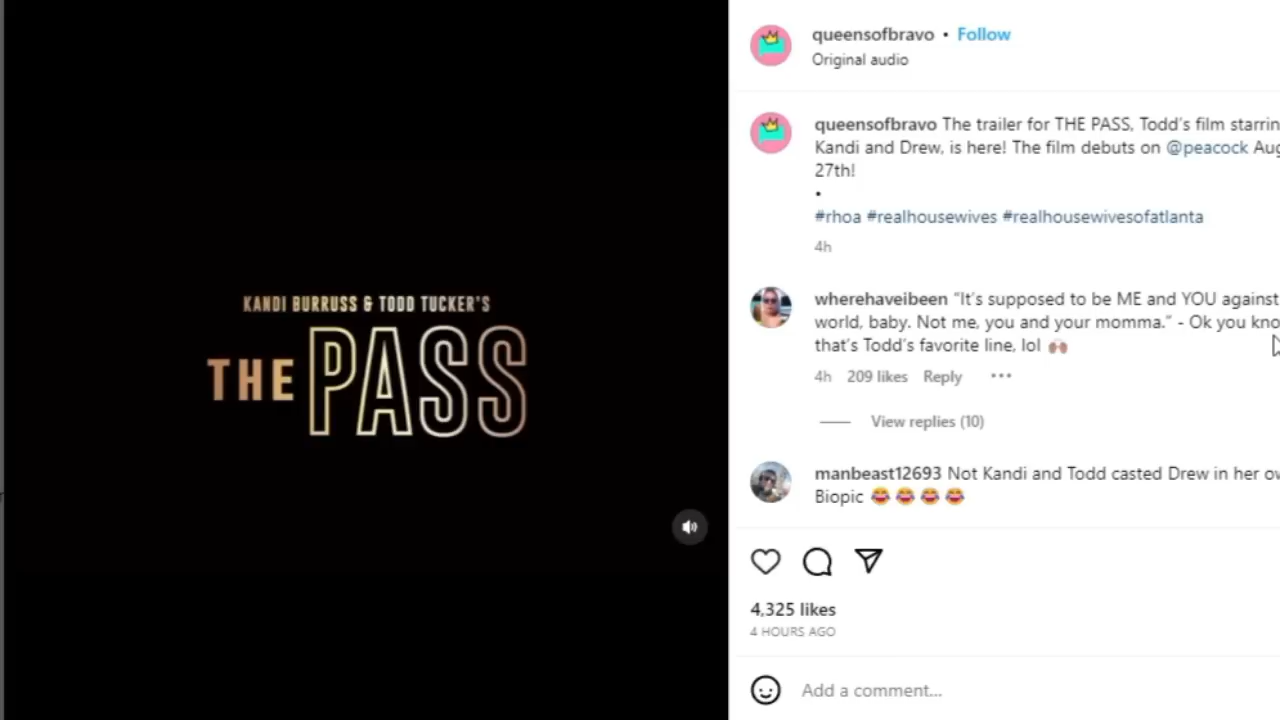 KANDI BURRUSS & TODD TUCKER'S
THE PASS
queensofbravo • Follow
Original audio
queensofbravo The trailer for THE PASS, Todd's film starrin
Kandi and Drew, is here! The film debuts on @peacock Aug
27th!
•
#rhoa #realhousewives #realhousewivesofatlanta
4h
wherehaveibeen "It's supposed to be ME and YOU against
world, baby. Not me, you and your momma." - Ok you kno
that's Todd's favorite line, lol 🙌🏽
4h 209 likes Reply •••
View replies (10)
manbeast12693 Not Kandi and Todd casted Drew in her ow
Biopic 😂😂😂😂
4,325 likes
4 HOURS AGO
Add a comment...